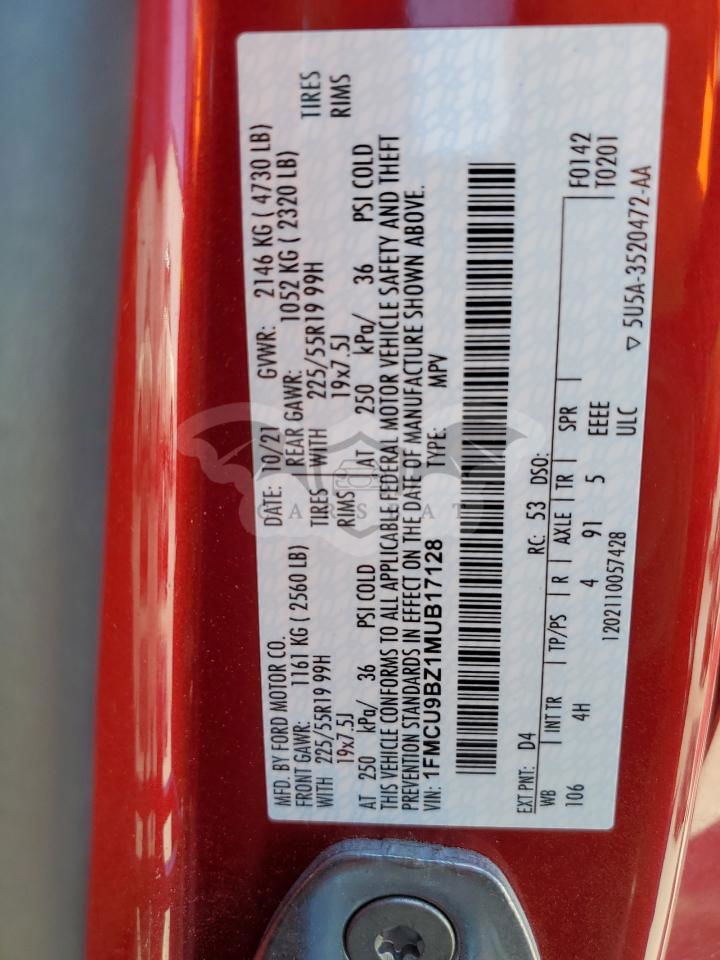 MFD. BY FORD MOTOR CO. DATE: 10/21 GVWR: 2146 KG ( 4730 LB)
FRONT GAWR: 1161 KG ( 2560 LB) REAR GAWR: 1052 KG ( 2320 LB)
WITH 225/55R19 99H TIRES WITH 225/55R19 99H TIRES
19x7.5J RIMS 19x7.5J RIMS
AT 250 kPa/ 36 PSI COLD AT 250 kPa/ 36 PSI COLD
THIS VEHICLE CONFORMS TO ALL APPLICABLE FEDERAL MOTOR VEHICLE SAFETY AND THEFT
PREVENTION STANDARDS IN EFFECT ON THE DATE OF MANUFACTURE SHOWN ABOVE.
VIN: 1FMCU9BZ1MUB17128 TYPE: MPV
EXT PNT: D4 RC: 53 DSO: F0142
T0201
WB INT TR TP/PS R AXLE TR SPR
106 4H 4 91 5 EEEE
1202110057428 ULC
▽ 5U5A-3520472-AA